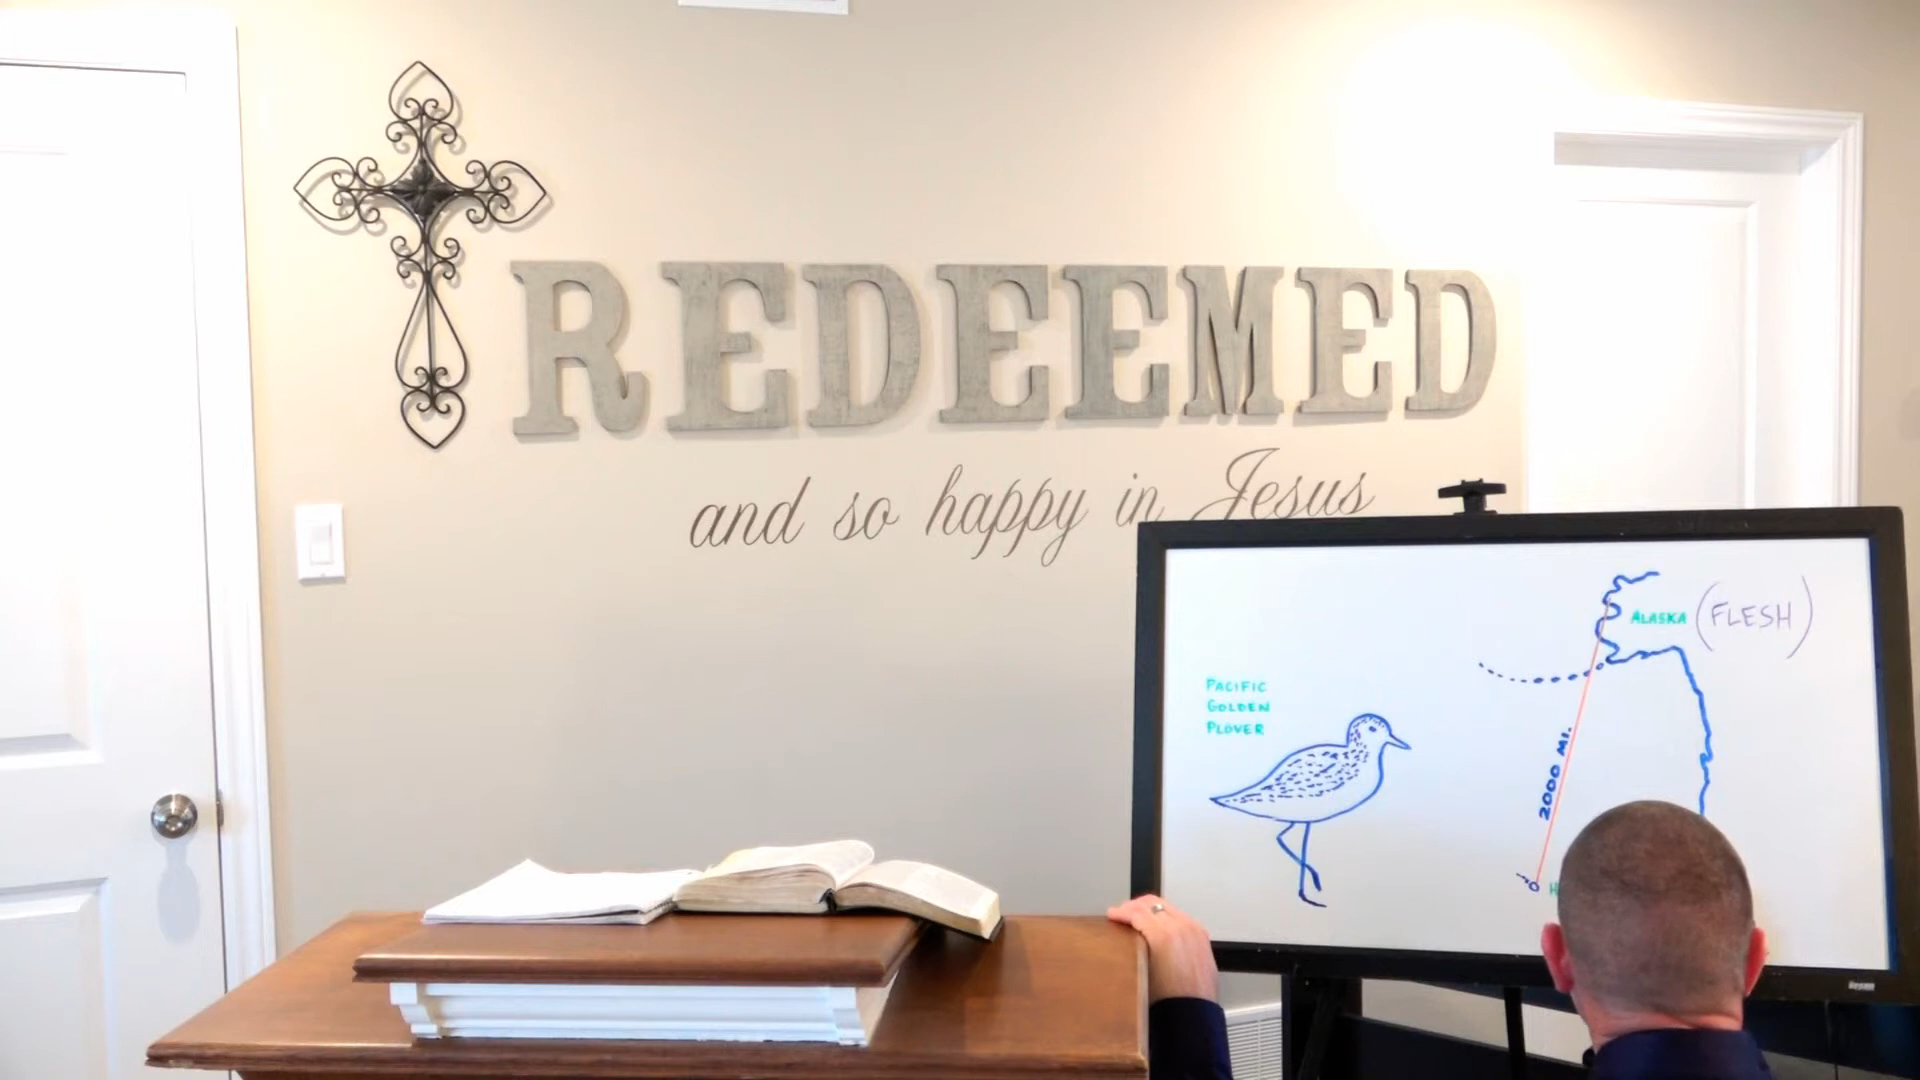 REDEEMED
and so happy in Jesus
ALASKA (FLESH)
PACIFIC
GOLDEN
PLOVER
2000 MI.
H